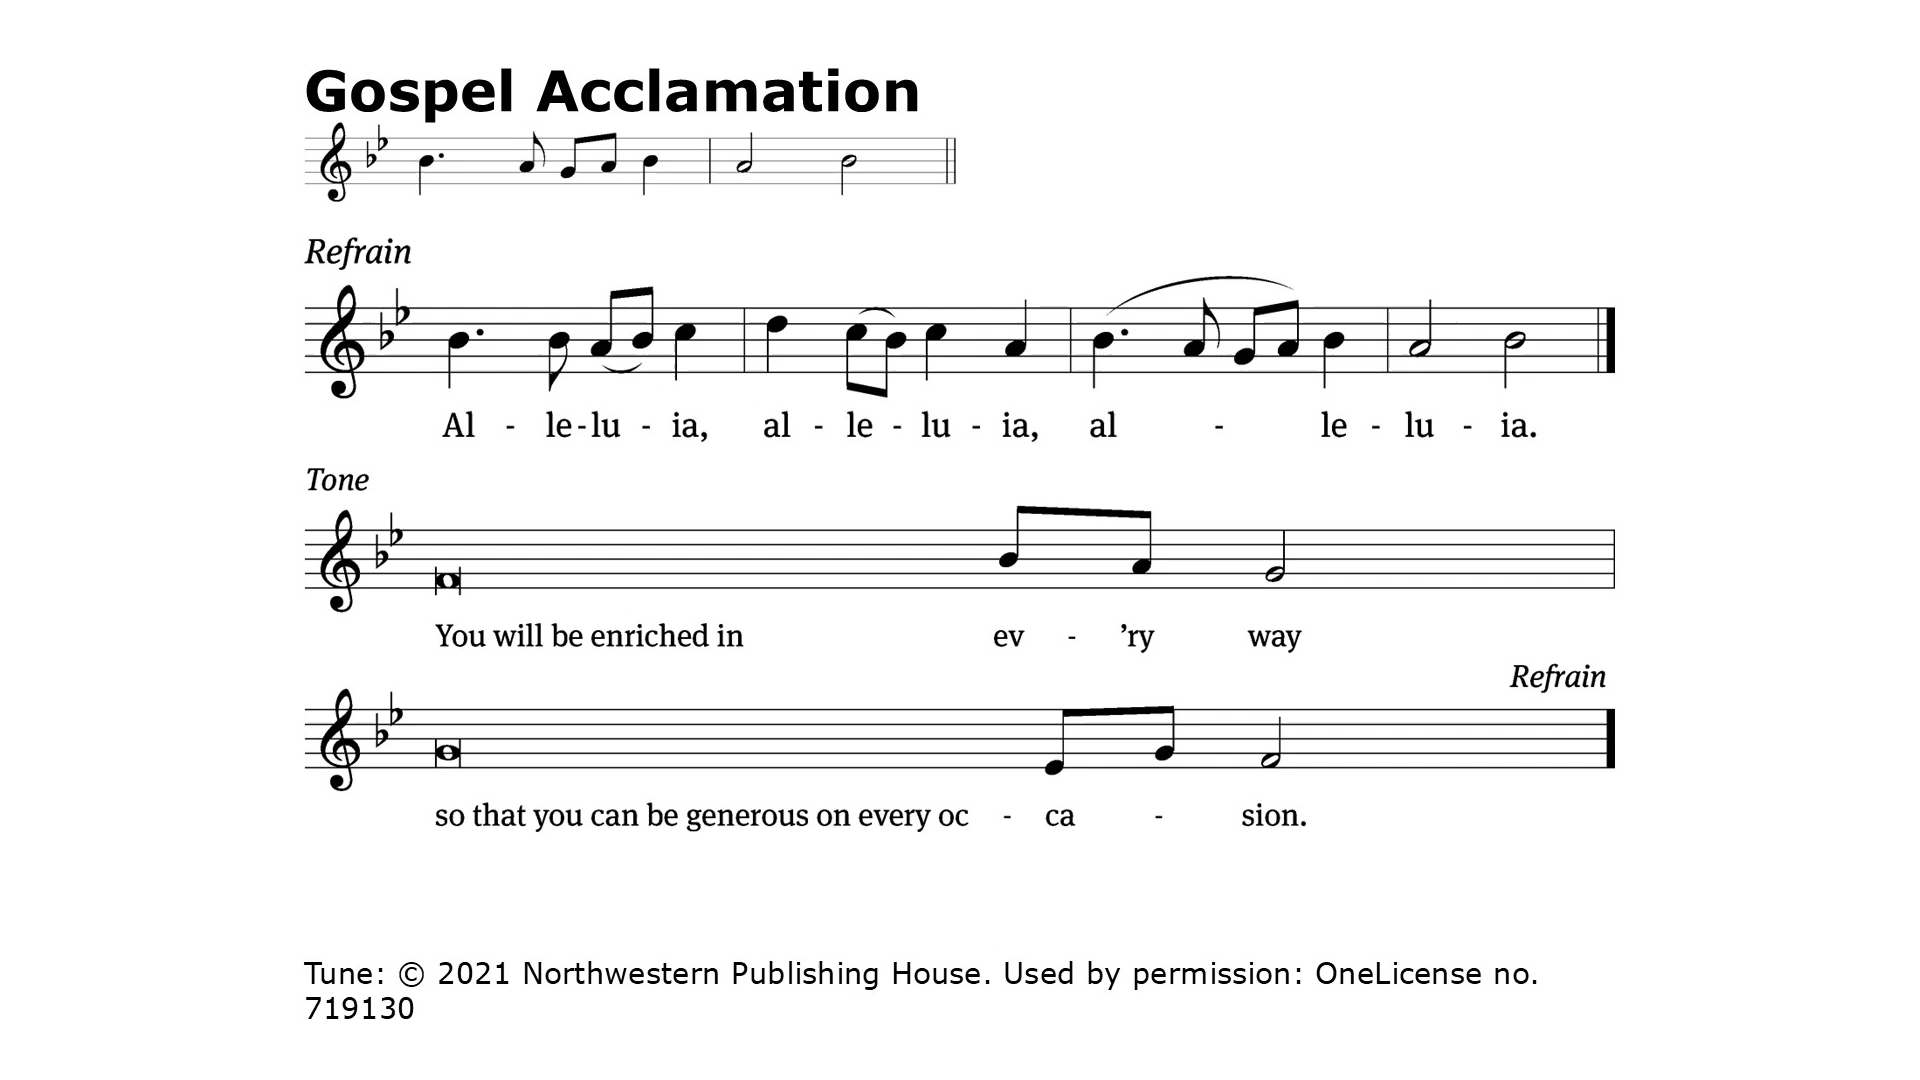 Gospel Acclamation
Refrain
Al - le - lu - ia, al - le - lu - ia, al - le - lu - ia.
Tone
You will be enriched in ev - ’ry way
Refrain
so that you can be generous on every oc - ca - sion.
Tune: © 2021 Northwestern Publishing House. Used by permission: OneLicense no.
719130